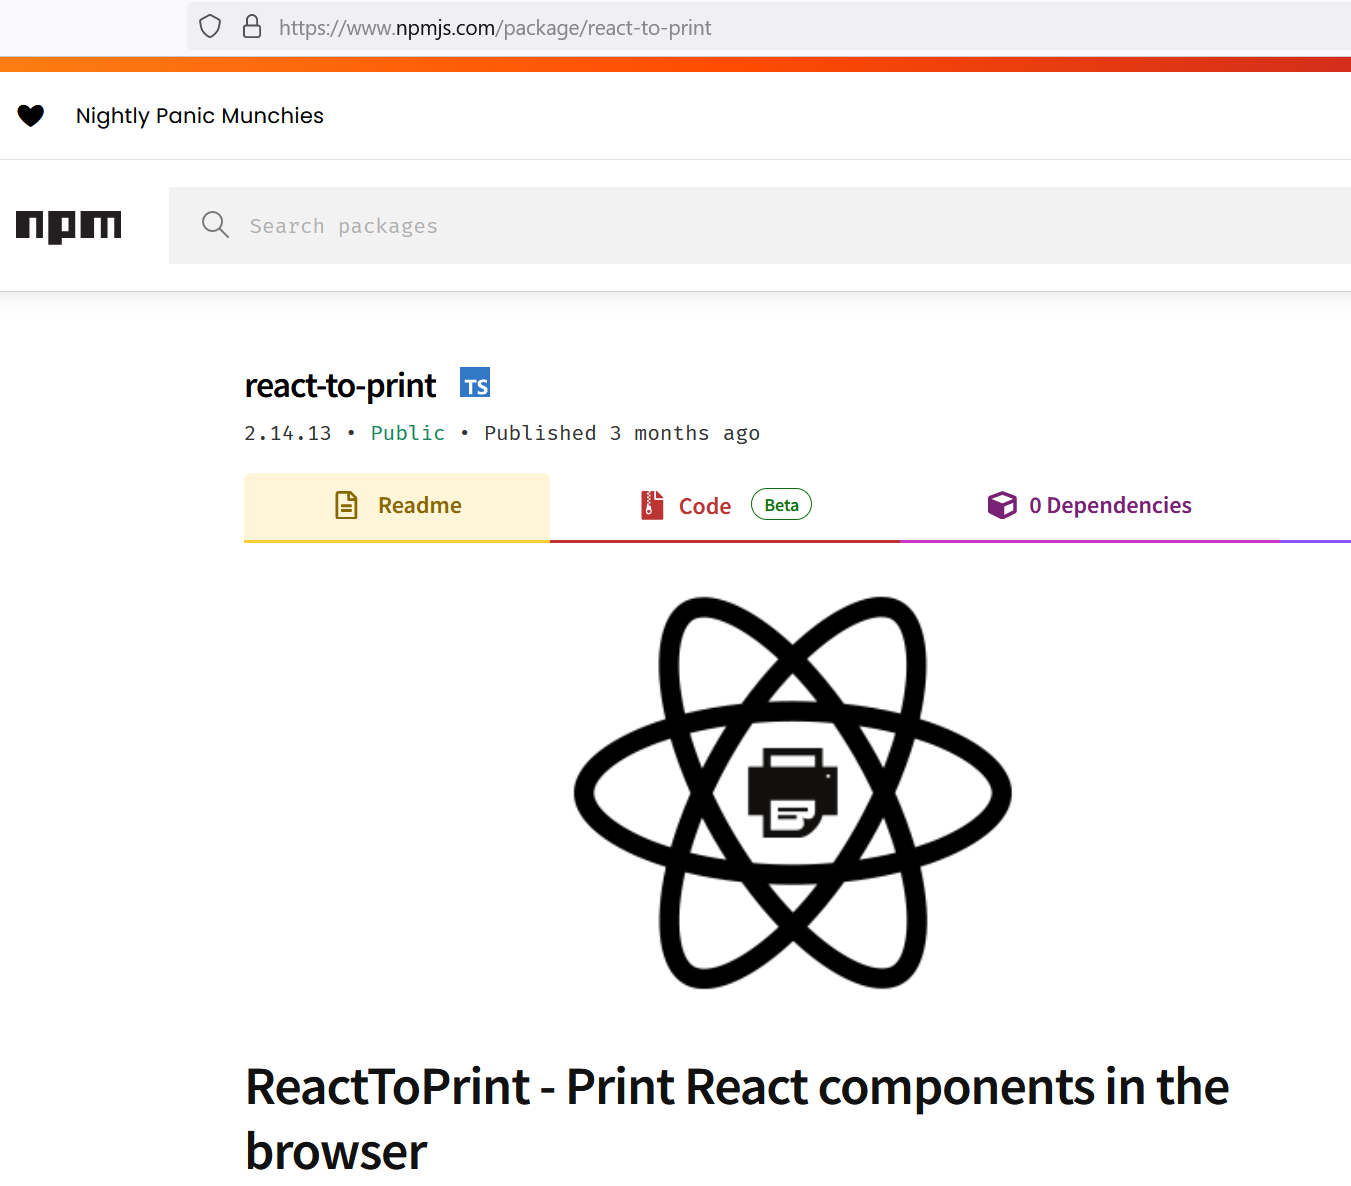 https://www.npmjs.com/package/react-to-print
Nightly Panic Munchies
npm
Search packages
react-to-print TS
2.14.13 • Public • Published 3 months ago
Readme Code Beta 0 Dependencies
ReactToPrint - Print React components in the
browser